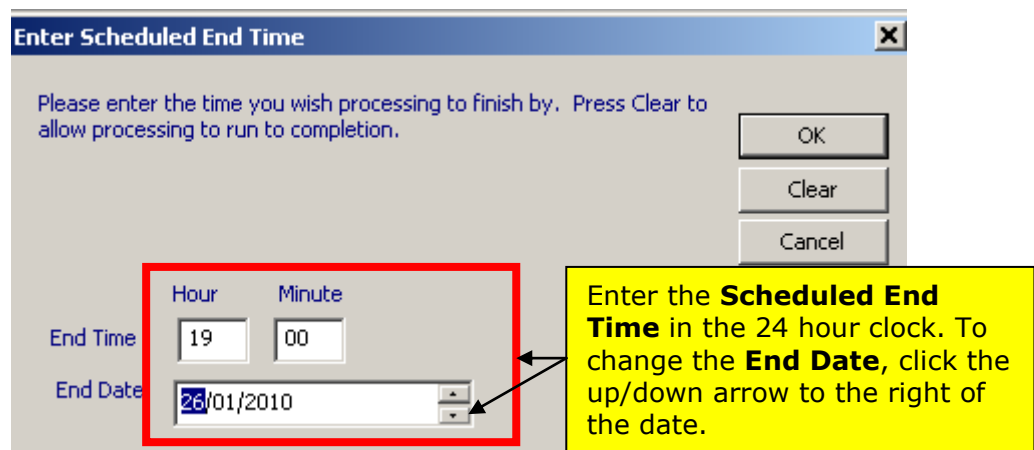 Enter Scheduled End Time
Please enter the time you wish processing to finish by. Press Clear to
allow processing to run to completion.
OK
Clear
Cancel
Hour Minute
End Time 19 00
End Date 26/01/2010
Enter the Scheduled End
Time in the 24 hour clock. To
change the End Date, click the
up/down arrow to the right of
the date.